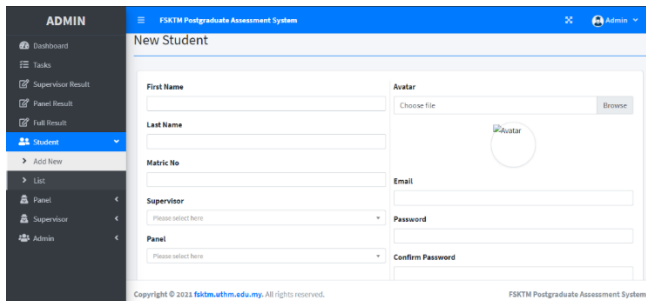 ADMIN
FSKTM Postgraduate Assessment System
Admin
Dashboard
Tasks
Supervisor Result
Panel Result
Full Result
Student
Add New
List
Panel
Supervisor
Admin
New Student
First Name
Last Name
Matric No
Supervisor
Please select here
Panel
Please select here
Avatar
Choose file Browse
Avatar
Email
Password
Confirm Password
Copyright © 2021 fsktm.uthm.edu.my. All rights reserved.
FSKTM Postgraduate Assessment System